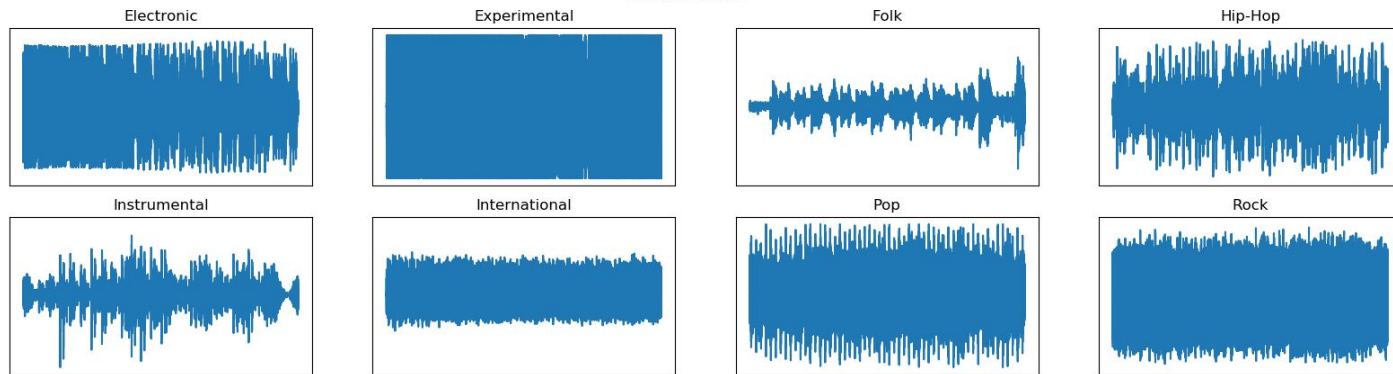 Electronic
Experimental
Folk
Hip-Hop
Instrumental
International
Pop
Rock